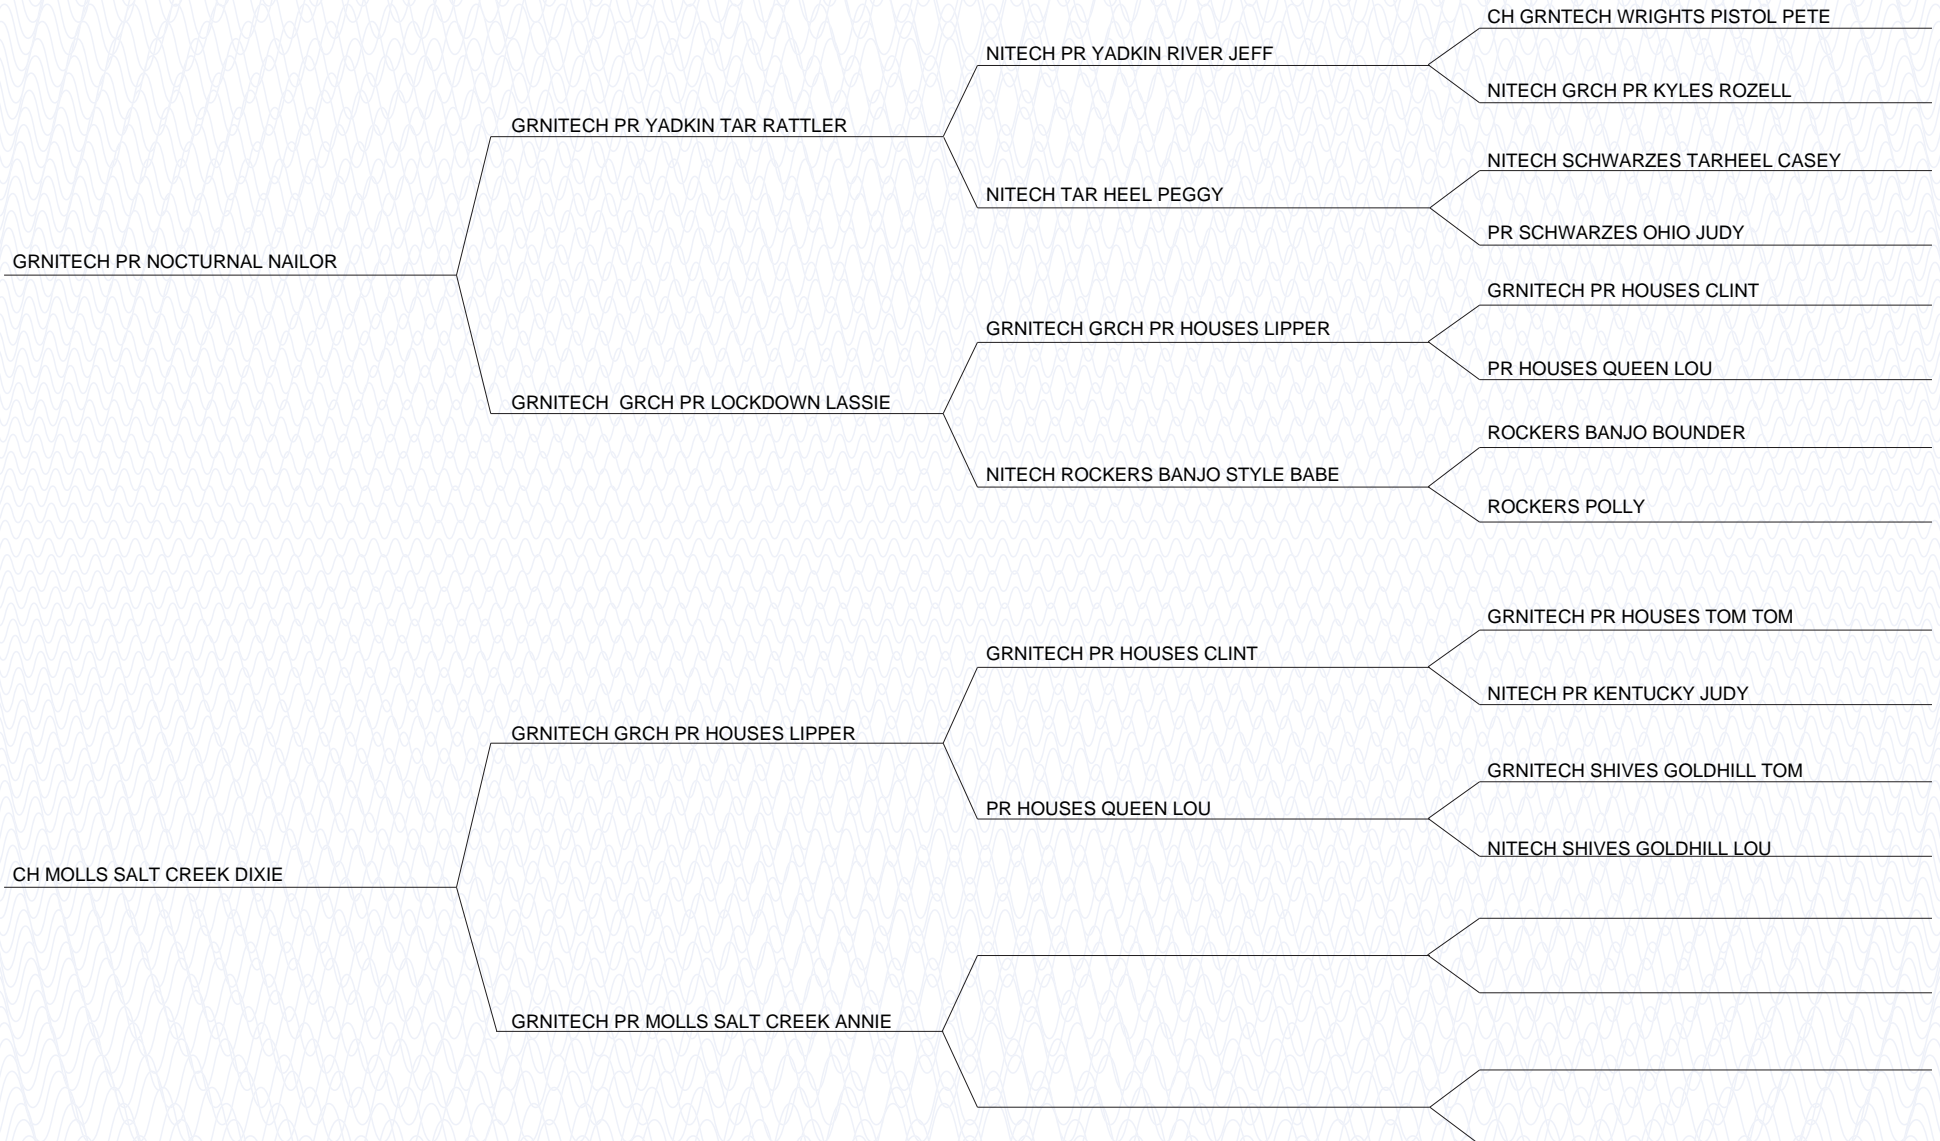 CH GRNTECH WRIGHTS PISTOL PETE
NITECH PR YADKIN RIVER JEFF
NITECH GRCH PR KYLES ROZELL
GRNITECH PR YADKIN TAR RATTLER
NITECH SCHWARZES TARHEEL CASEY
NITECH TAR HEEL PEGGY
PR SCHWARZES OHIO JUDY
GRNITECH PR NOCTURNAL NAILOR
GRNITECH PR HOUSES CLINT
GRNITECH GRCH PR HOUSES LIPPER
PR HOUSES QUEEN LOU
GRNITECH  GRCH PR LOCKDOWN LASSIE
ROCKERS BANJO BOUNDER
NITECH ROCKERS BANJO STYLE BABE
ROCKERS POLLY
GRNITECH PR HOUSES TOM TOM
GRNITECH PR HOUSES CLINT
NITECH PR KENTUCKY JUDY
GRNITECH GRCH PR HOUSES LIPPER
GRNITECH SHIVES GOLDHILL TOM
PR HOUSES QUEEN LOU
NITECH SHIVES GOLDHILL LOU
CH MOLLS SALT CREEK DIXIE
GRNITECH PR MOLLS SALT CREEK ANNIE